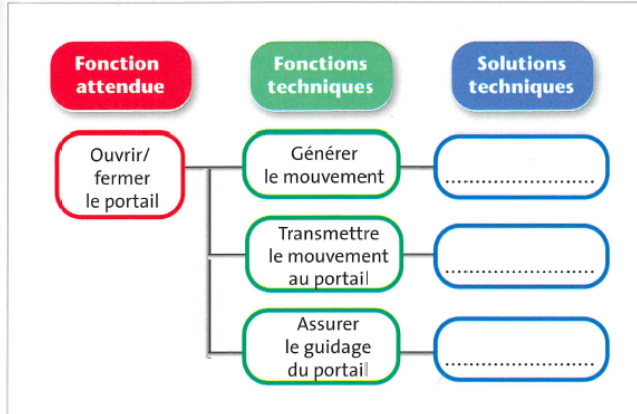 Fonction
attendue
Fonctions
techniques
Solutions
techniques
Ouvrir/
fermer
le portail
Générer
le mouvement
........................
Transmettre
le mouvement
au portail
........................
Assurer
le guidage
du portail
........................